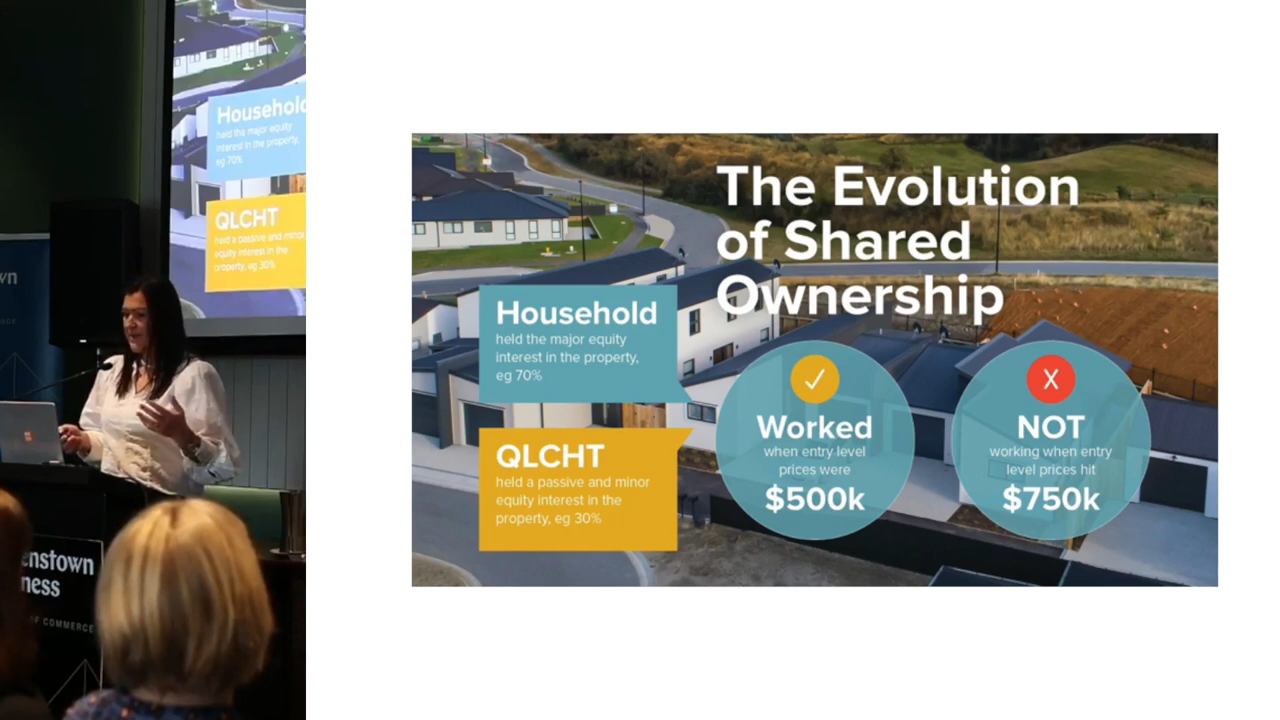 Household
held the major equity
interest in the property,
eg 70%
QLCHT
held a passive and minor
equity interest in the
property, eg 30%
enstown
ness
OF COMMERCE
The Evolution
of Shared
Ownership
Household
held the major equity
interest in the property,
eg 70%
QLCHT
held a passive and minor
equity interest in the
property, eg 30%
Worked
when entry level
prices were
$500k
X
NOT
working when entry
level prices hit
$750k